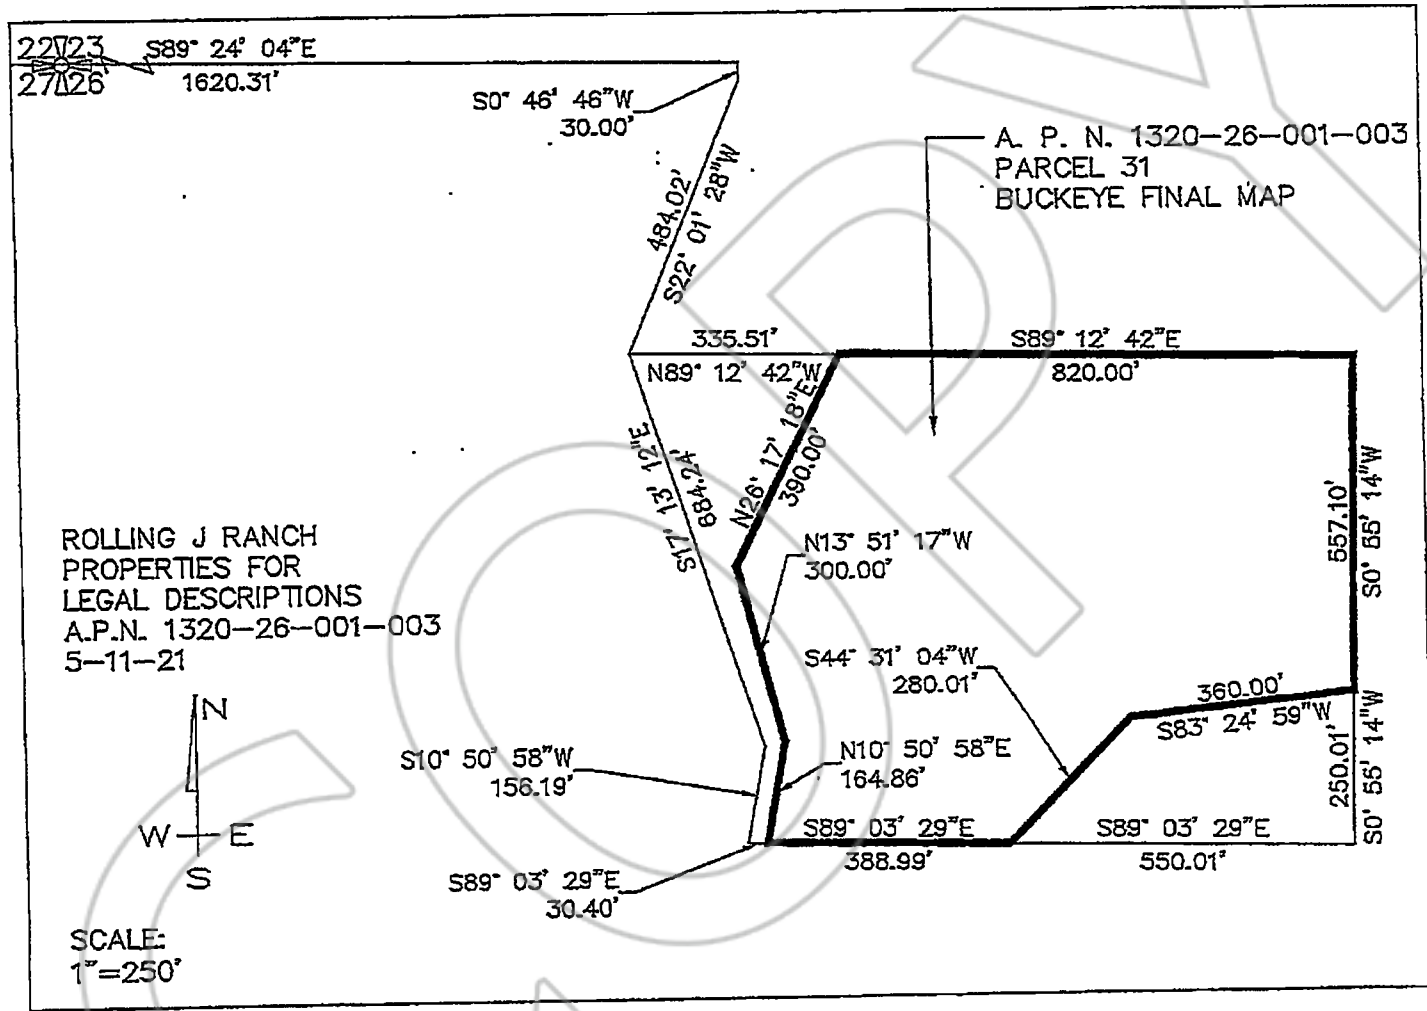 22 23
27 26
S89° 24' 04"E
1620.31'
S0° 46' 46"W
30.00'
A. P. N. 1320-26-001-003
PARCEL 31
BUCKEYE FINAL MAP
484.02'
S22° 01' 28"W
335.51'
N89° 12' 42"W
S89° 12' 42"E
820.00'
N26° 17' 18"E
390.00'
S17° 13' 12"E
684.24'
557.10'
S0° 55' 14"W
ROLLING J RANCH
PROPERTIES FOR
LEGAL DESCRIPTIONS
A.P.N. 1320-26-001-003
5-11-21
N13° 51' 17"W
300.00'
S44° 31' 04"W
280.01'
360.00'
S83° 24' 59"W
250.01'
S0° 55' 14"W
N
W E
S
S10° 50' 58"W
156.19'
N10° 50' 58"E
164.86'
S89° 03' 29"E
388.99'
S89° 03' 29"E
550.01'
S89° 03' 29"E
30.40'
SCALE:
1"=250'
COPY